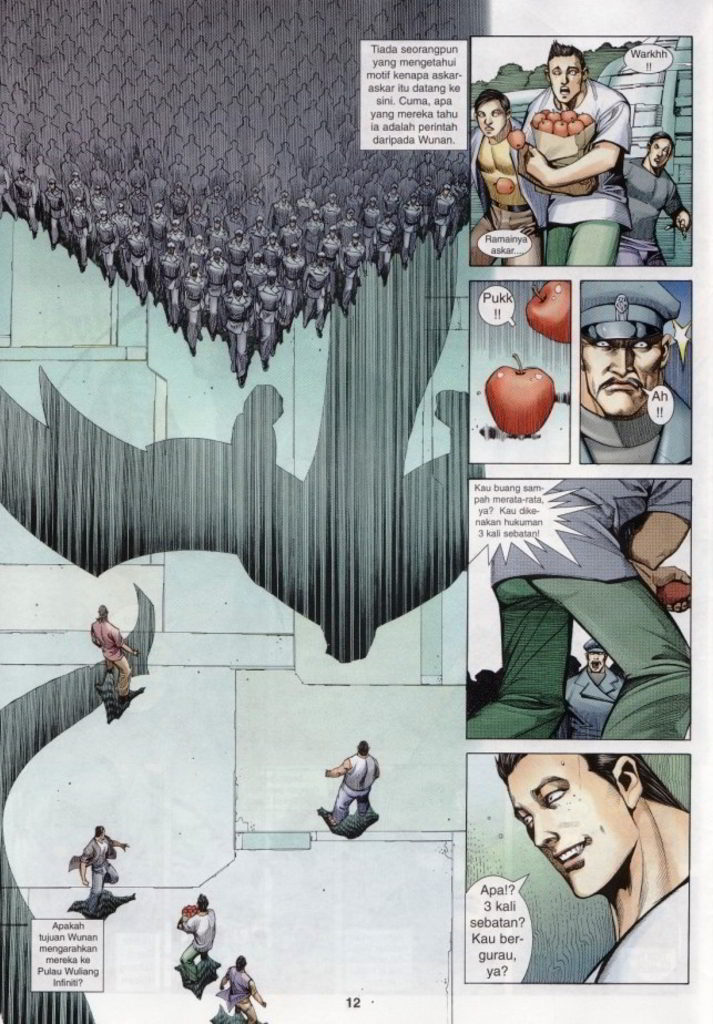 Tiada seorangpun
yang mengetahui
motif kenapa askar-
askar itu datang ke
sini. Cuma, apa
yang mereka tahu
ia adalah perintah
daripada Wunan.
Warkhh
!!
Ramainya
askar....
Pukk
!!
Ah
!!
Kau buang sam-
pah merata-rata,
ya? Kau dike-
nakan hukuman
3 kali sebatan!
Apa!?
3 kali
sebatan?
Kau ber-
gurau,
ya?
Apakah
tujuan Wunan
mengarahkan
mereka ke
Pulau Wuliang
Infiniti?
12